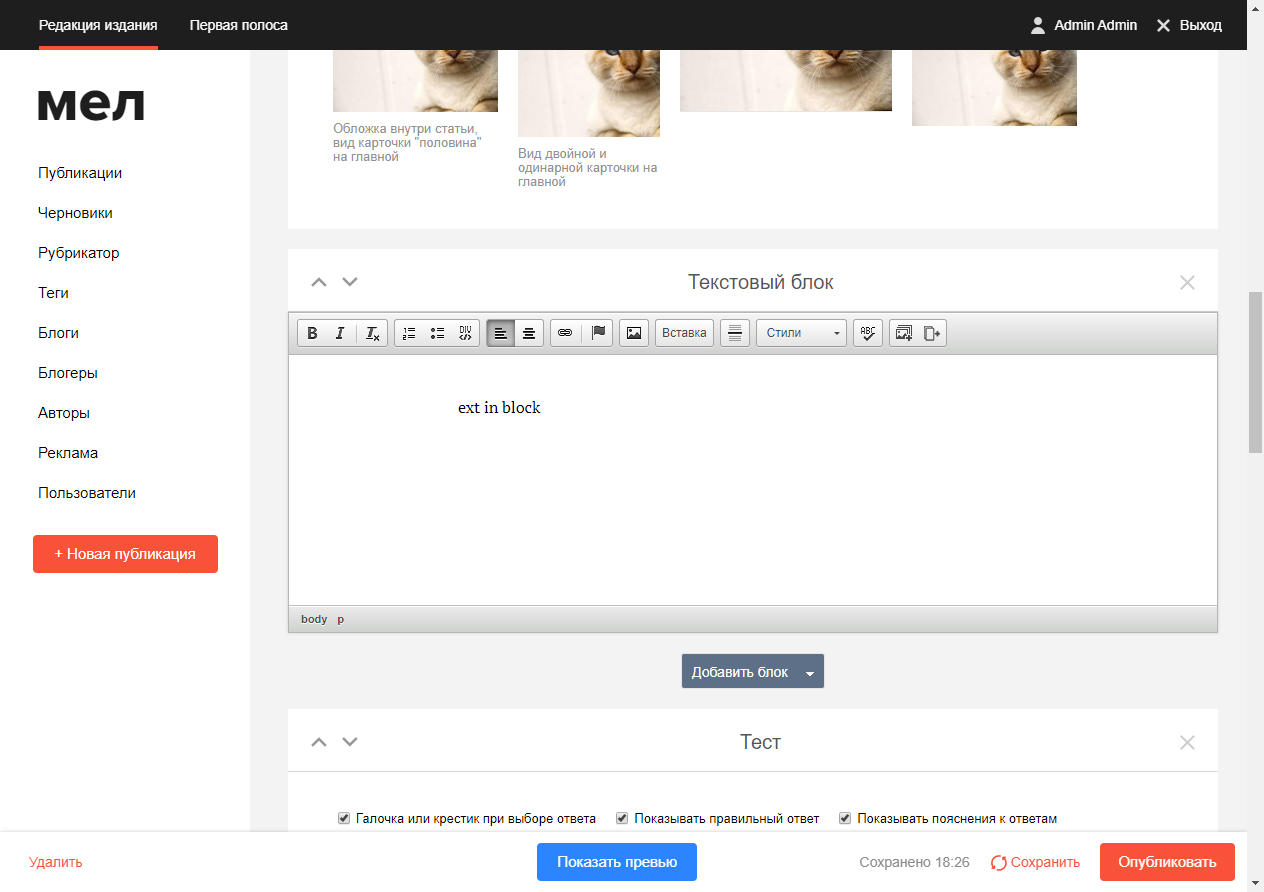 Редакция издания Первая полоса Admin Admin Выход
мел
Публикации
Черновики
Рубрикатор
Теги
Блоги
Блогеры
Авторы
Реклама
Пользователи
+ Новая публикация
Обложка внутри статьи,
вид карточки "половина"
на главной
Вид двойной и
одинарной карточки на
главной
Текстовый блок
B I Tx DIV Вставка Стили ABC
ext in block
body p
Добавить блок
Тест
Галочка или крестик при выборе ответа Показывать правильный ответ Показывать пояснения к ответам
Удалить Показать превью Сохранено 18:26 Сохранить Опубликовать